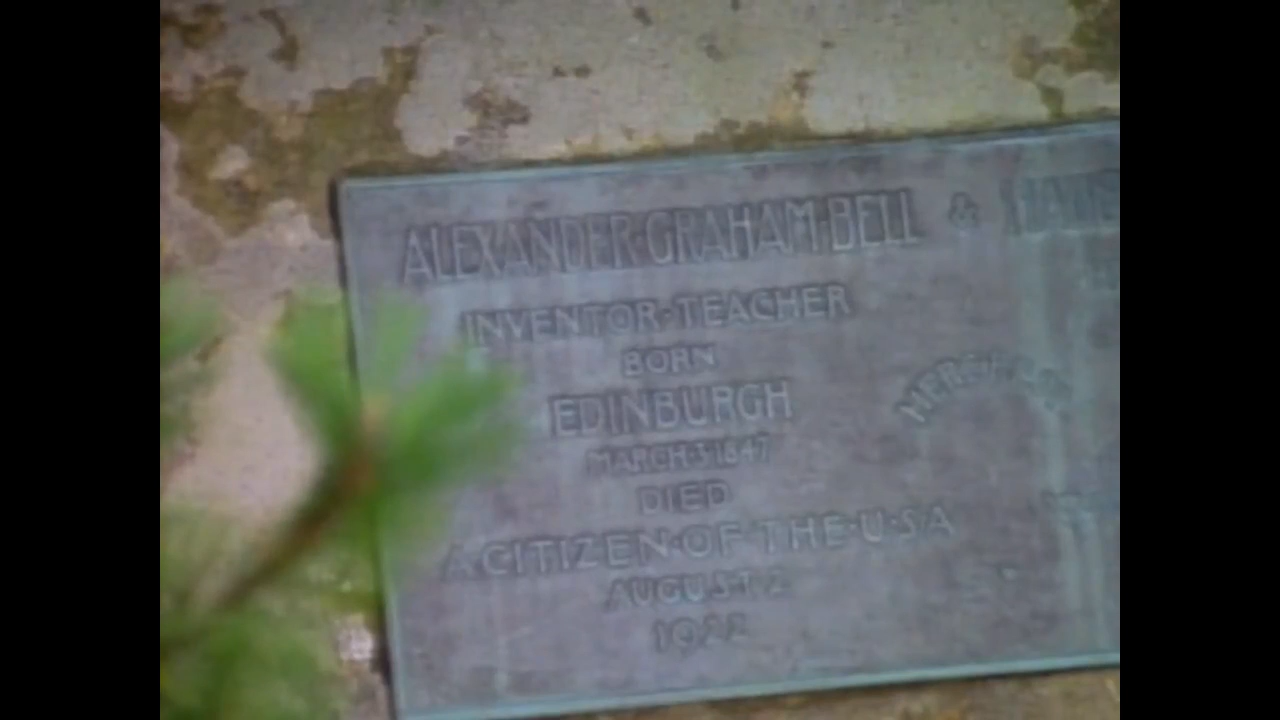 ALEXANDER·GRAHAM·BELL &
INVENTOR·TEACHER
BORN
EDINBURGH
MARCH·3·1847
DIED
A·CITIZEN·OF·THE·U·S·A
AUGUST·2
1922